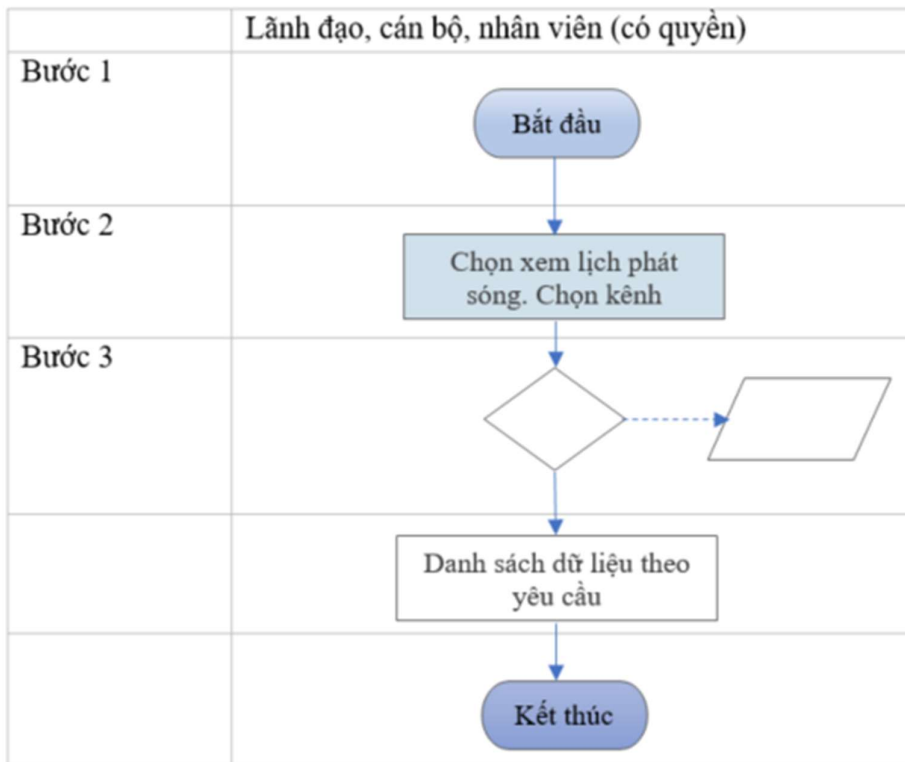 Lãnh đạo, cán bộ, nhân viên (có quyền)
Bước 1
Bắt đầu
Bước 2
Chọn xem lịch phát
sóng. Chọn kênh
Bước 3
Danh sách dữ liệu theo
yêu cầu
Kết thúc